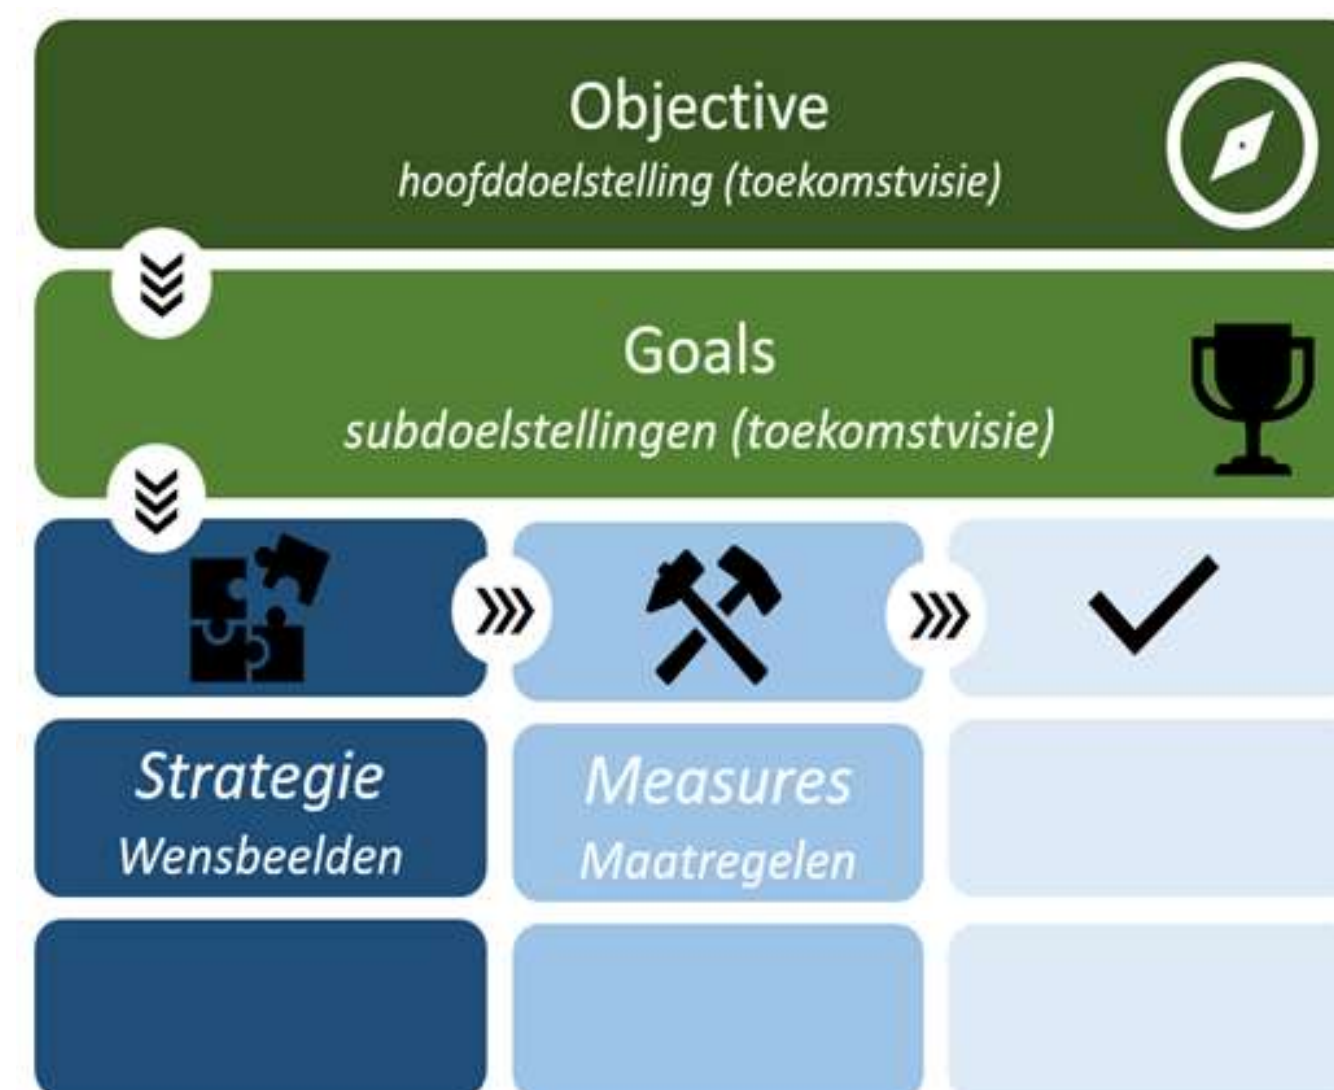 Objective
hoofddoelstelling (toekomstvisie)
Goals
subdoelstellingen (toekomstvisie)
Strategie
Wensbeelden
Measures
Maatregelen